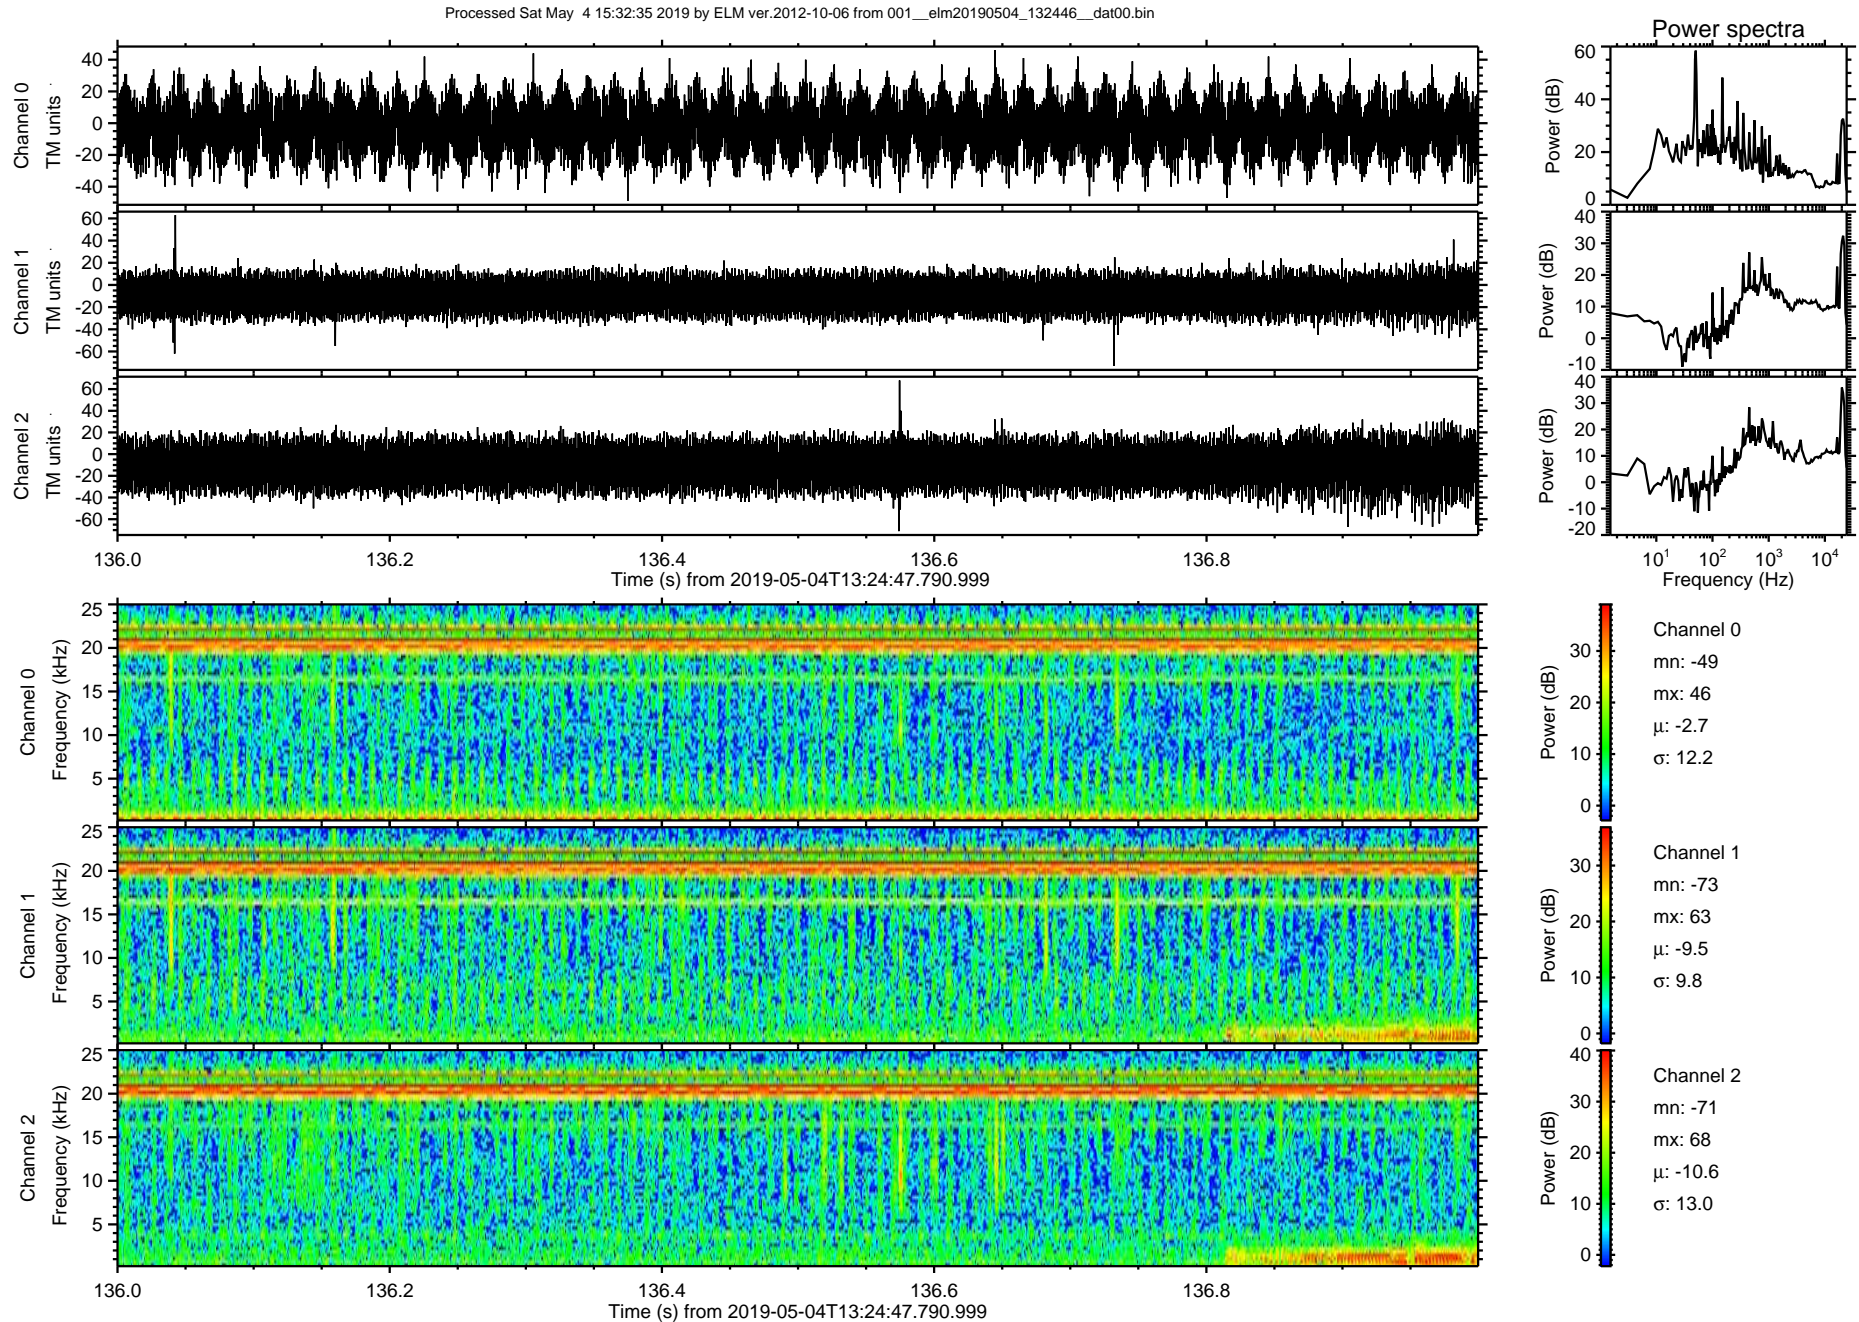 Processed Sat May  4 15:32:35 2019 by ELM ver.2012-10-06 from 001__elm20190504_132446__dat00.bin
Power spectra
Channel 0
TM units
40
20
0
-20
-40
Power (dB)
60
40
20
0
Channel 1
TM units
60
40
20
0
-20
-40
-60
Power (dB)
40
30
20
10
0
-10
Channel 2
TM units
60
40
20
0
-20
-40
-60
Power (dB)
40
30
20
10
0
-10
-20
136.0 136.2 136.4 136.6 136.8
Time (s) from 2019-05-04T13:24:47.790.999
10¹ 10² 10³ 10⁴
Frequency (Hz)
Channel 0
Frequency (kHz)
25
20
15
10
5
Power (dB)
30
20
10
0
Channel 0
mn: -49
mx: 46
μ: -2.7
σ: 12.2
Channel 1
Frequency (kHz)
25
20
15
10
5
Power (dB)
30
20
10
0
Channel 1
mn: -73
mx: 63
μ: -9.5
σ: 9.8
Channel 2
Frequency (kHz)
25
20
15
10
5
Power (dB)
40
30
20
10
0
Channel 2
mn: -71
mx: 68
μ: -10.6
σ: 13.0
136.0 136.2 136.4 136.6 136.8
Time (s) from 2019-05-04T13:24:47.790.999